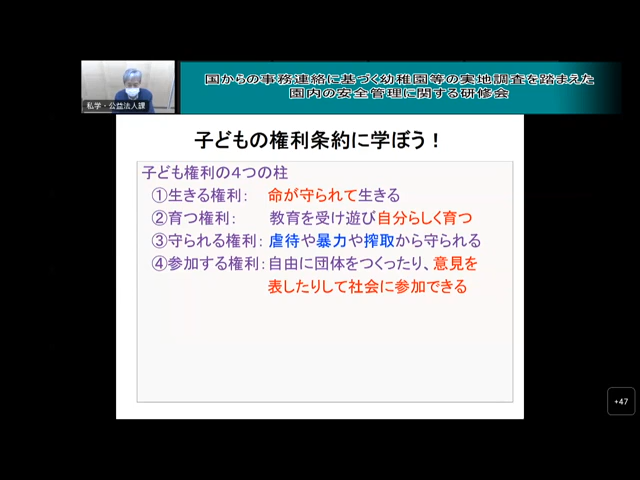 国からの事務連絡に基づく幼稚園等の実地調査を踏まえた
園内の安全管理に関する研修会
私学・公益法人課
子どもの権利条約に学ぼう！
子ども権利の４つの柱
①生きる権利： 命が守られて生きる
②育つ権利： 教育を受け遊び自分らしく育つ
③守られる権利：虐待や暴力や搾取から守られる
④参加する権利：自由に団体をつくったり、意見を
表したりして社会に参加できる
+47